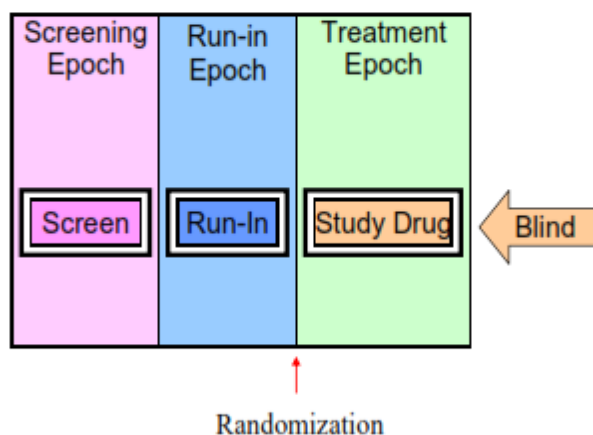 Screening
Epoch
Run-in
Epoch
Treatment
Epoch
Screen
Run-In
Study Drug
Blind
Randomization